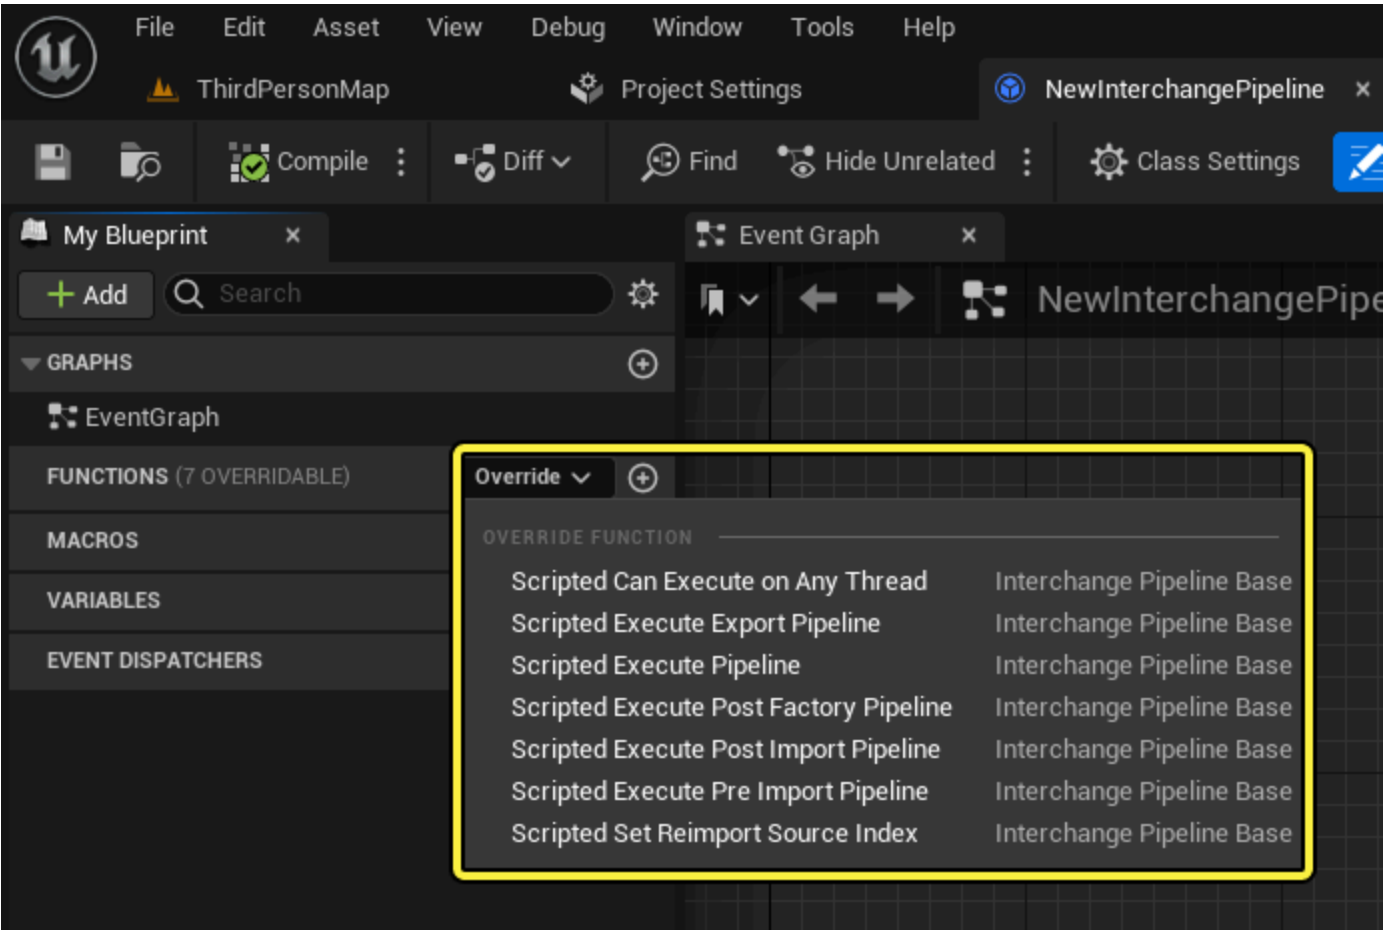 File Edit Asset View Debug Window Tools Help
ThirdPersonMap Project Settings NewInterchangePipeline
Compile Diff Find Hide Unrelated Class Settings
My Blueprint Event Graph
Add Search NewInterchangePipe
GRAPHS
EventGraph
FUNCTIONS (7 OVERRIDABLE) Override
MACROS
VARIABLES
EVENT DISPATCHERS
OVERRIDE FUNCTION
Scripted Can Execute on Any Thread Interchange Pipeline Base
Scripted Execute Export Pipeline Interchange Pipeline Base
Scripted Execute Pipeline Interchange Pipeline Base
Scripted Execute Post Factory Pipeline Interchange Pipeline Base
Scripted Execute Post Import Pipeline Interchange Pipeline Base
Scripted Execute Pre Import Pipeline Interchange Pipeline Base
Scripted Set Reimport Source Index Interchange Pipeline Base